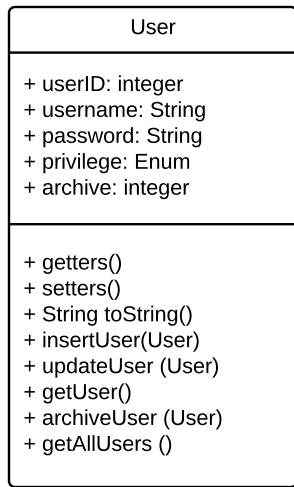 User
+ userID: integer
+ username: String
+ password: String
+ privilege: Enum
+ archive: integer
+ getters()
+ setters()
+ String toString()
+ insertUser(User)
+ updateUser (User)
+ getUser()
+ archiveUser (User)
+ getAllUsers ()